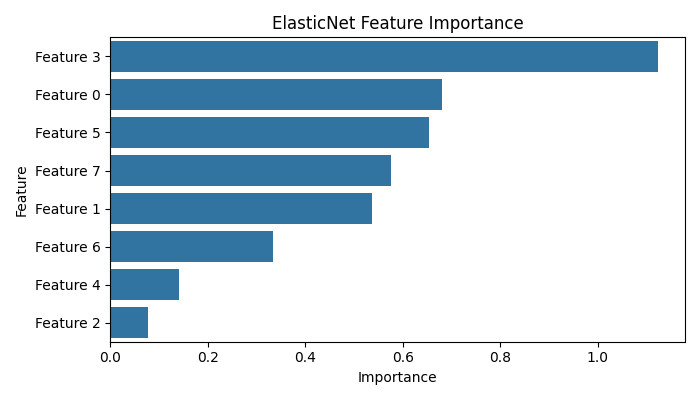 ElasticNet Feature Importance
Feature 3
Feature 0
Feature 5
Feature 7
Feature 1
Feature 6
Feature 4
Feature 2
Feature
0.0 0.2 0.4 0.6 0.8 1.0
Importance